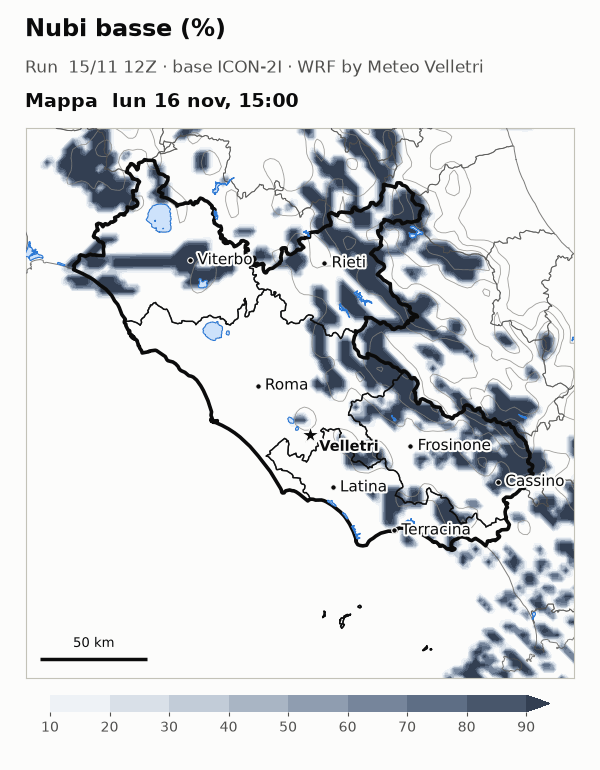 Nubi basse (%)
Run 15/11 12Z · base ICON-2I · WRF by Meteo Velletri
Mappa lun 16 nov, 15:00
Viterbo
Rieti
Roma
Velletri
Frosinone
Latina
Cassino
Terracina
50 km
10 20 30 40 50 60 70 80 90